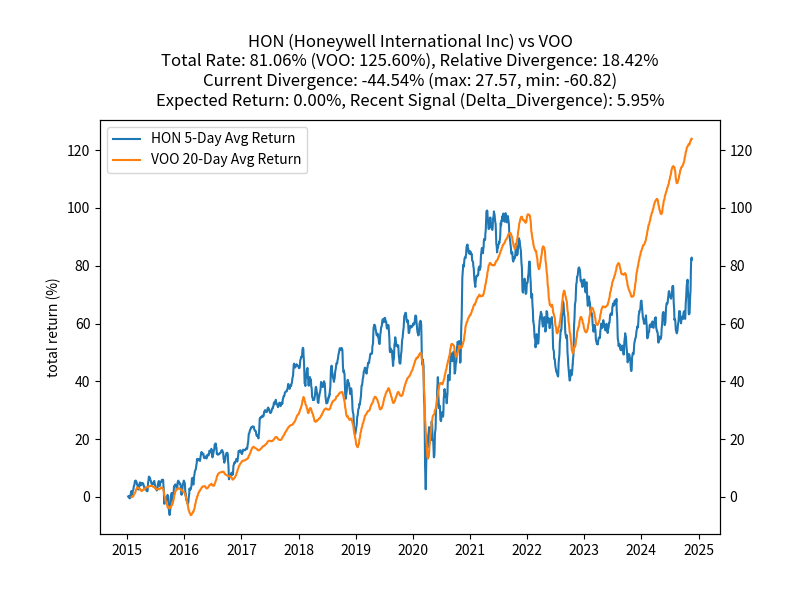 HON (Honeywell International Inc) vs VOO
Total Rate: 81.06% (VOO: 125.60%), Relative Divergence: 18.42%
Current Divergence: -44.54% (max: 27.57, min: -60.82)
Expected Return: 0.00%, Recent Signal (Delta_Divergence): 5.95%
HON 5-Day Avg Return
VOO 20-Day Avg Return
total return (%)
120
100
80
60
40
20
0
120
100
80
60
40
20
0
2015 2016 2017 2018 2019 2020 2021 2022 2023 2024 2025